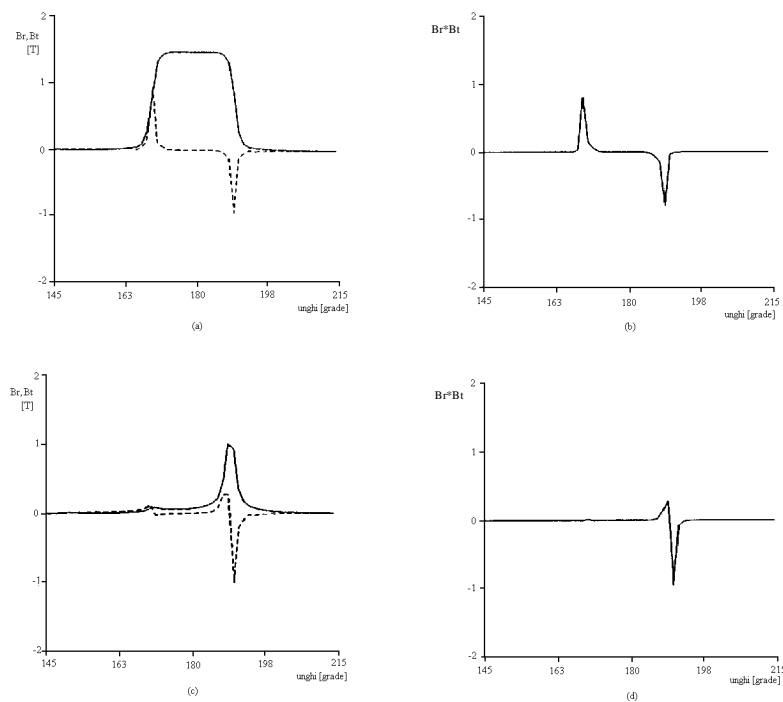 Br, Bt
[T]
2
1
0
-1
-2
145 163 180 198 215
unghi [grade]
(a)
Br*Bt
2
1
0
-1
-2
145 163 180 198 215
unghi [grade]
(b)
Br, Bt
[T]
2
1
0
-1
-2
145 163 180 198 215
unghi [grade]
(c)
Br*Bt
2
1
0
-1
-2
145 163 180 198 215
unghi [grade]
(d)